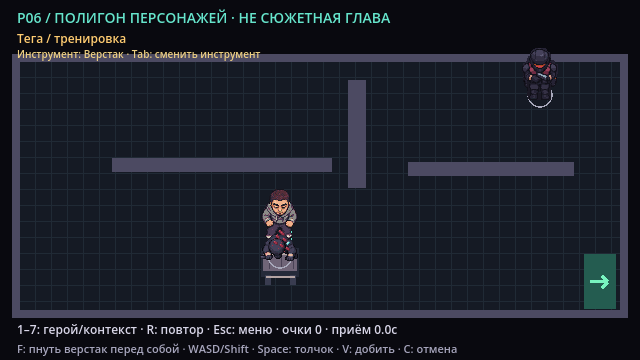 P06 / ПОЛИГОН ПЕРСОНАЖЕЙ · НЕ СЮЖЕТНАЯ ГЛАВА
Тега / тренировка
Инструмент: Верстак · Tab: сменить инструмент
1–7: герой/контекст · R: повтор · Esc: меню · очки 0 · приём 0.0с
F: пнуть верстак перед собой · WASD/Shift · Space: толчок · V: добить · C: отмена